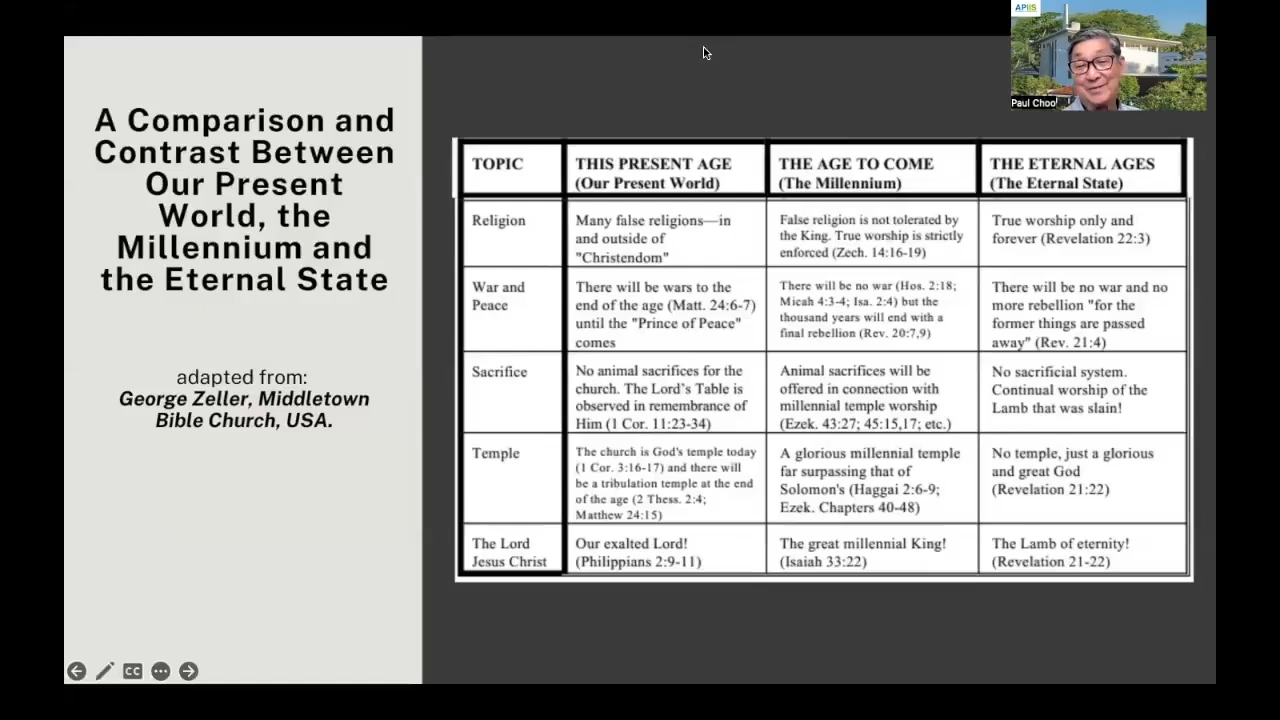 APIIS
Paul Choo
A Comparison and
Contrast Between
Our Present
World, the
Millennium and
the Eternal State
adapted from:
George Zeller, Middletown
Bible Church, USA.
TOPIC
THIS PRESENT AGE
(Our Present World)
THE AGE TO COME
(The Millennium)
THE ETERNAL AGES
(The Eternal State)
Religion
Many false religions—in
and outside of
"Christendom"
False religion is not tolerated by
the King. True worship is strictly
enforced (Zech. 14:16-19)
True worship only and
forever (Revelation 22:3)
War and
Peace
There will be wars to the
end of the age (Matt. 24:6-7)
until the "Prince of Peace"
comes
There will be no war (Hos. 2:18;
Micah 4:3-4; Isa. 2:4) but the
thousand years will end with a
final rebellion (Rev. 20:7,9)
There will be no war and no
more rebellion "for the
former things are passed
away" (Rev. 21:4)
Sacrifice
No animal sacrifices for the
church. The Lord's Table is
observed in remembrance of
Him (1 Cor. 11:23-34)
Animal sacrifices will be
offered in connection with
millennial temple worship
(Ezek. 43:27; 45:15,17; etc.)
No sacrificial system.
Continual worship of the
Lamb that was slain!
Temple
The church is God's temple today
(1 Cor. 3:16-17) and there will
be a tribulation temple at the end
of the age (2 Thess. 2:4;
Matthew 24:15)
A glorious millennial temple
far surpassing that of
Solomon's (Haggai 2:6-9;
Ezek. Chapters 40-48)
No temple, just a glorious
and great God
(Revelation 21:22)
The Lord
Jesus Christ
Our exalted Lord!
(Philippians 2:9-11)
The great millennial King!
(Isaiah 33:22)
The Lamb of eternity!
(Revelation 21-22)
CC